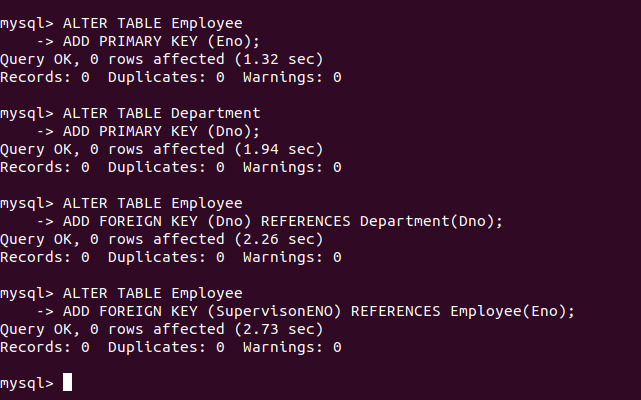 mysql> ALTER TABLE Employee
    -> ADD PRIMARY KEY (Eno);
Query OK, 0 rows affected (1.32 sec)
Records: 0  Duplicates: 0  Warnings: 0
mysql> ALTER TABLE Department
    -> ADD PRIMARY KEY (Dno);
Query OK, 0 rows affected (1.94 sec)
Records: 0  Duplicates: 0  Warnings: 0
mysql> ALTER TABLE Employee
    -> ADD FOREIGN KEY (Dno) REFERENCES Department(Dno);
Query OK, 0 rows affected (2.26 sec)
Records: 0  Duplicates: 0  Warnings: 0
mysql> ALTER TABLE Employee
    -> ADD FOREIGN KEY (SupervisonENO) REFERENCES Employee(Eno);
Query OK, 0 rows affected (2.73 sec)
Records: 0  Duplicates: 0  Warnings: 0
mysql>